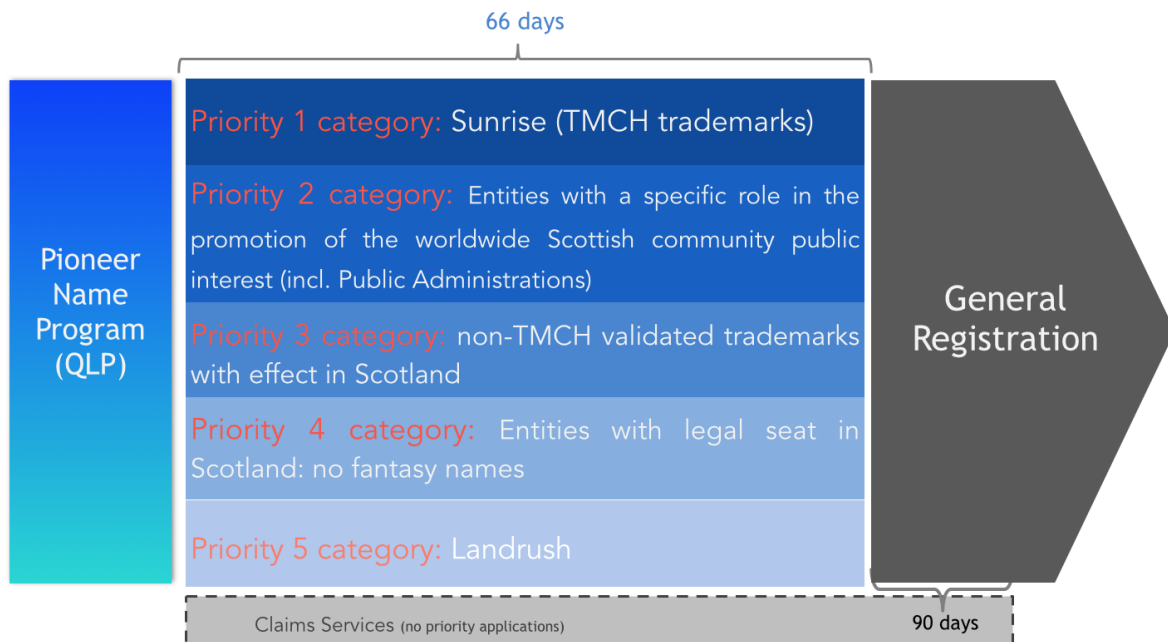 66 days
Pioneer
Name
Program
(QLP)
Priority 1 category: Sunrise (TMCH trademarks)
Priority 2 category: Entities with a specific role in the
promotion of the worldwide Scottish community public
interest (incl. Public Administrations)
Priority 3 category: non-TMCH validated trademarks
with effect in Scotland
Priority 4 category: Entities with legal seat in
Scotland: no fantasy names
Priority 5 category: Landrush
General
Registration
Claims Services (no priority applications)
90 days